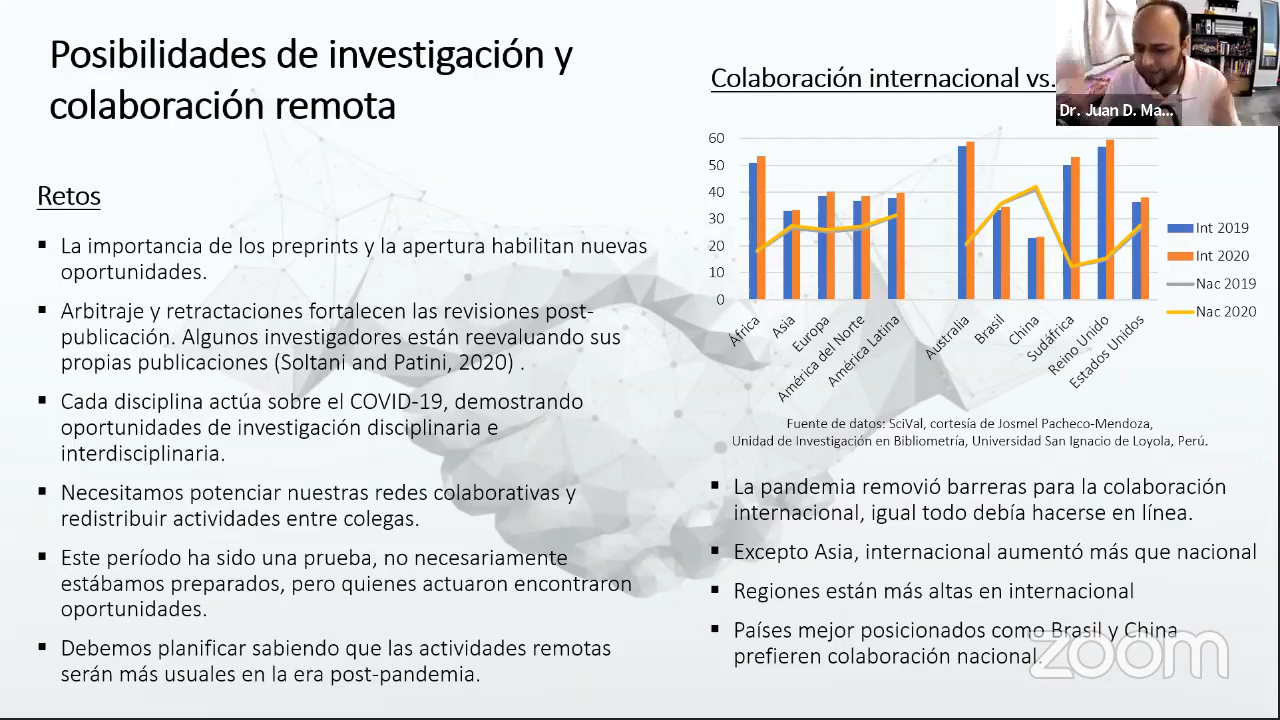 Posibilidades de investigación y
colaboración remota
Retos
▪ La importancia de los preprints y la apertura habilitan nuevas
oportunidades.
▪ Arbitraje y retractaciones fortalecen las revisiones post-
publicación. Algunos investigadores están reevaluando sus
propias publicaciones (Soltani and Patini, 2020) .
▪ Cada disciplina actúa sobre el COVID-19, demostrando
oportunidades de investigación disciplinaria e
interdisciplinaria.
▪ Necesitamos potenciar nuestras redes colaborativas y
redistribuir actividades entre colegas.
▪ Este período ha sido una prueba, no necesariamente
estábamos preparados, pero quienes actuaron encontraron
oportunidades.
▪ Debemos planificar sabiendo que las actividades remotas
serán más usuales en la era post-pandemia.
Colaboración internacional vs.
Dr. Juan D. Ma...
60
50
40
30
20
10
0
África
Asia
Europa
América del Norte
América Latina
Australia
Brasil
China
Sudáfrica
Reino Unido
Estados Unidos
Int 2019
Int 2020
Nac 2019
Nac 2020
Fuente de datos: SciVal, cortesía de Josmel Pacheco-Mendoza,
Unidad de Investigación en Bibliometría, Universidad San Ignacio de Loyola, Perú.
▪ La pandemia removió barreras para la colaboración
internacional, igual todo debía hacerse en línea.
▪ Excepto Asia, internacional aumentó más que nacional
▪ Regiones están más altas en internacional
▪ Países mejor posicionados como Brasil y China
prefieren colaboración nacional.
zoom